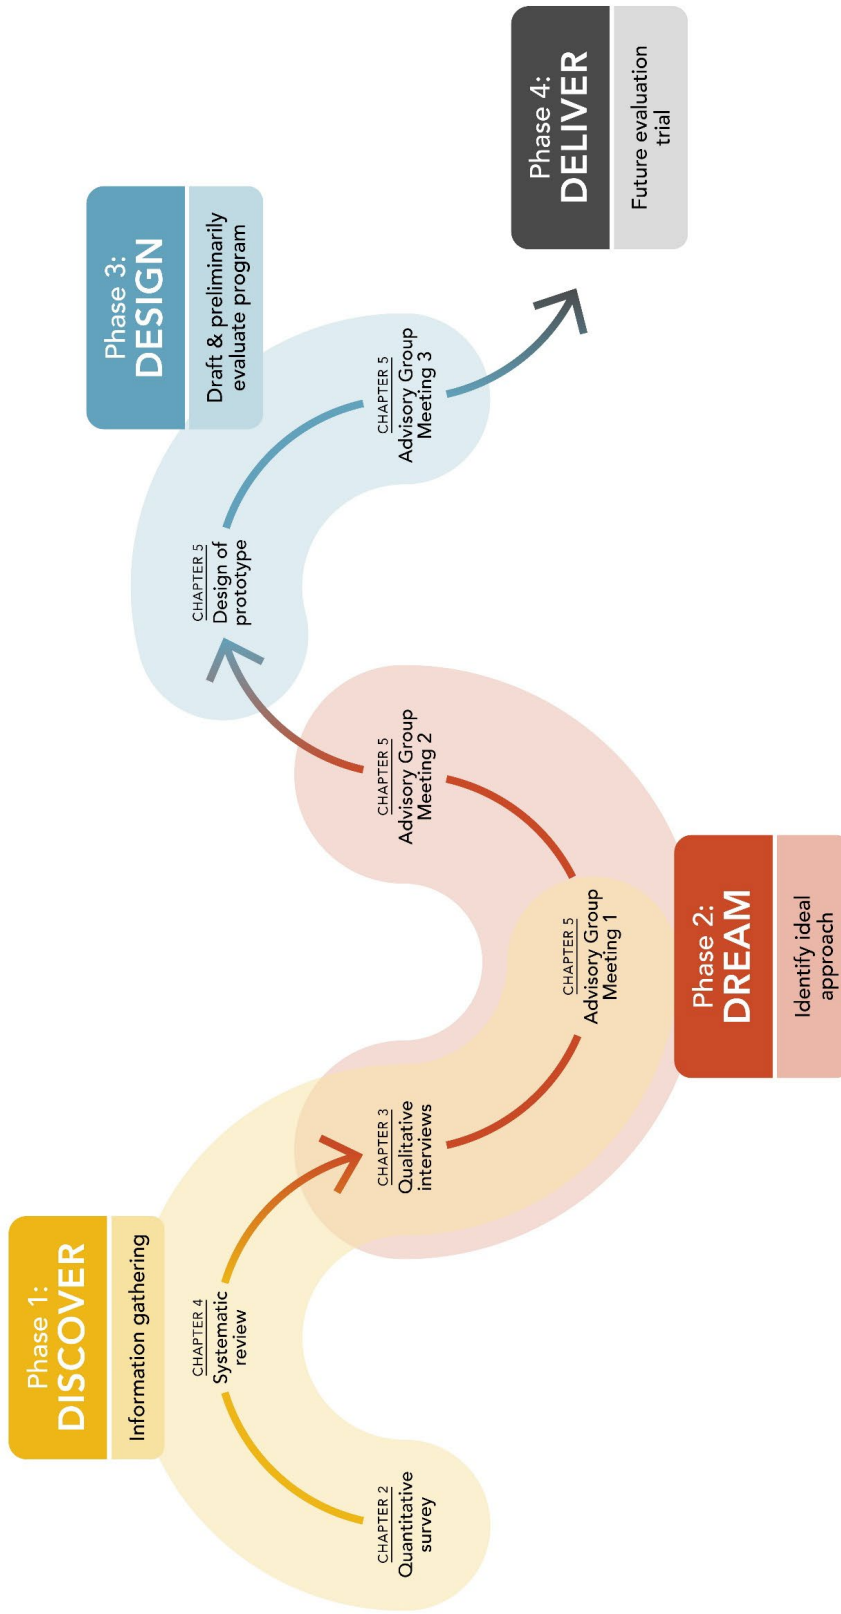 Phase 1:
DISCOVER
Information gathering
CHAPTER 2
Quantitative
survey
CHAPTER 4
Systematic
review
CHAPTER 3
Qualitative
interviews
CHAPTER 5
Advisory Group
Meeting 1
Phase 2:
DREAM
Identify ideal
approach
CHAPTER 5
Advisory Group
Meeting 2
CHAPTER 5
Design of
prototype
Phase 3:
DESIGN
Draft & preliminarily
evaluate program
CHAPTER 5
Advisory Group
Meeting 3
Phase 4:
DELIVER
Future evaluation
trial